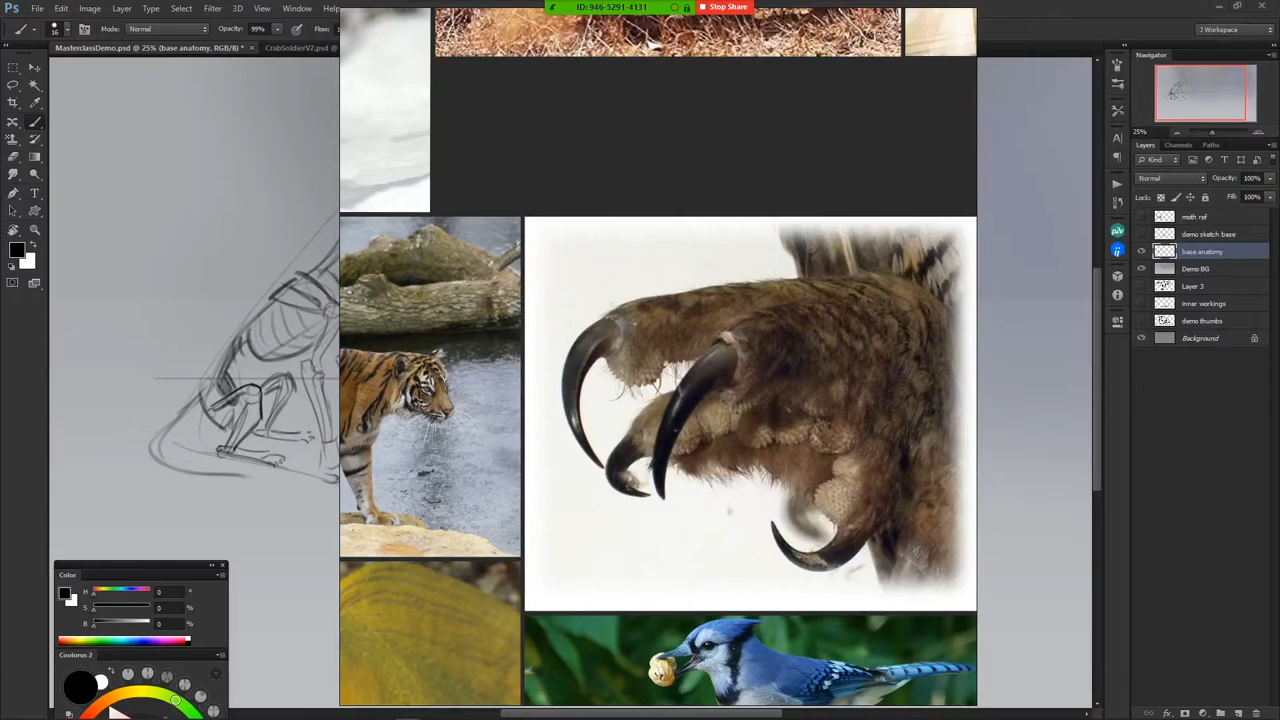 Ps File Edit Image Layer Type Select Filter 3D View Window
ID:946-5291-4131 Stop Share
16 Mode: Normal Opacity: 99% Flow: J Workspace
MasterclassDemo.psd @ 25% (base anatomy, RGB/8) * CrabSoldierV2.psd
Navigator
25%
Layers Channels Paths
Kind
Normal Opacity: 100%
Lock: Fill: 100%
moth ref
demo sketch base
base anatomy
Demo BG
Layer 3
inner workings
demo thumbs
Background
Color
H 0 °
S 0 %
B 0 %
Coolorus 2